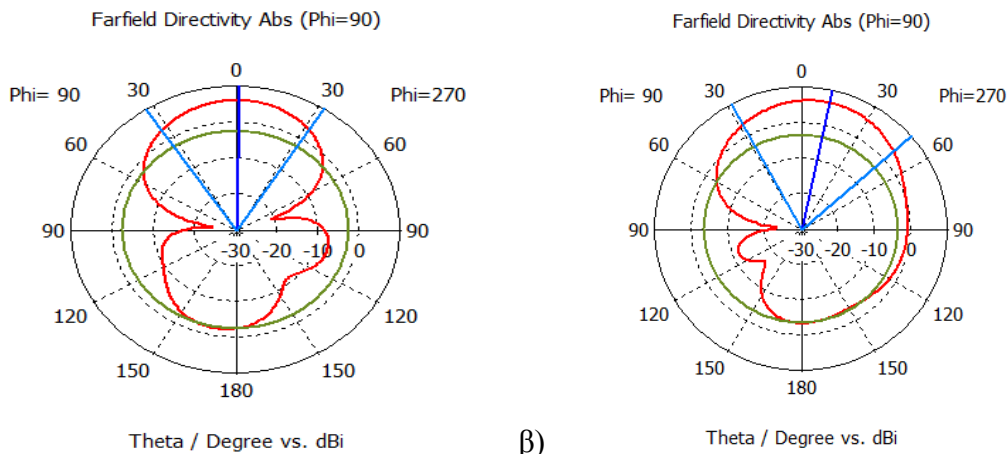 Farfield Directivity Abs (Phi=90)
0
30 30
Phi= 90 Phi=270
60 60
90 -30 -20 -10 0 90
120 120
150 150
180
Theta / Degree vs. dBi
β)
Farfield Directivity Abs (Phi=90)
0
30 30
Phi= 90 Phi=270
60 60
90 -30 -20 -10 0 90
120 120
150 150
180
Theta / Degree vs. dBi